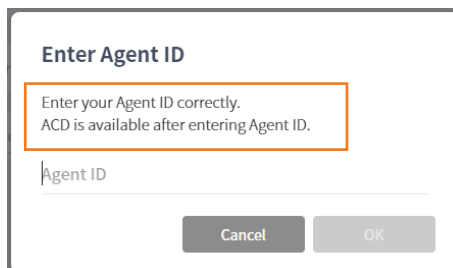 Enter Agent ID
Enter your Agent ID correctly.
ACD is available after entering Agent ID.
Agent ID
Cancel
OK